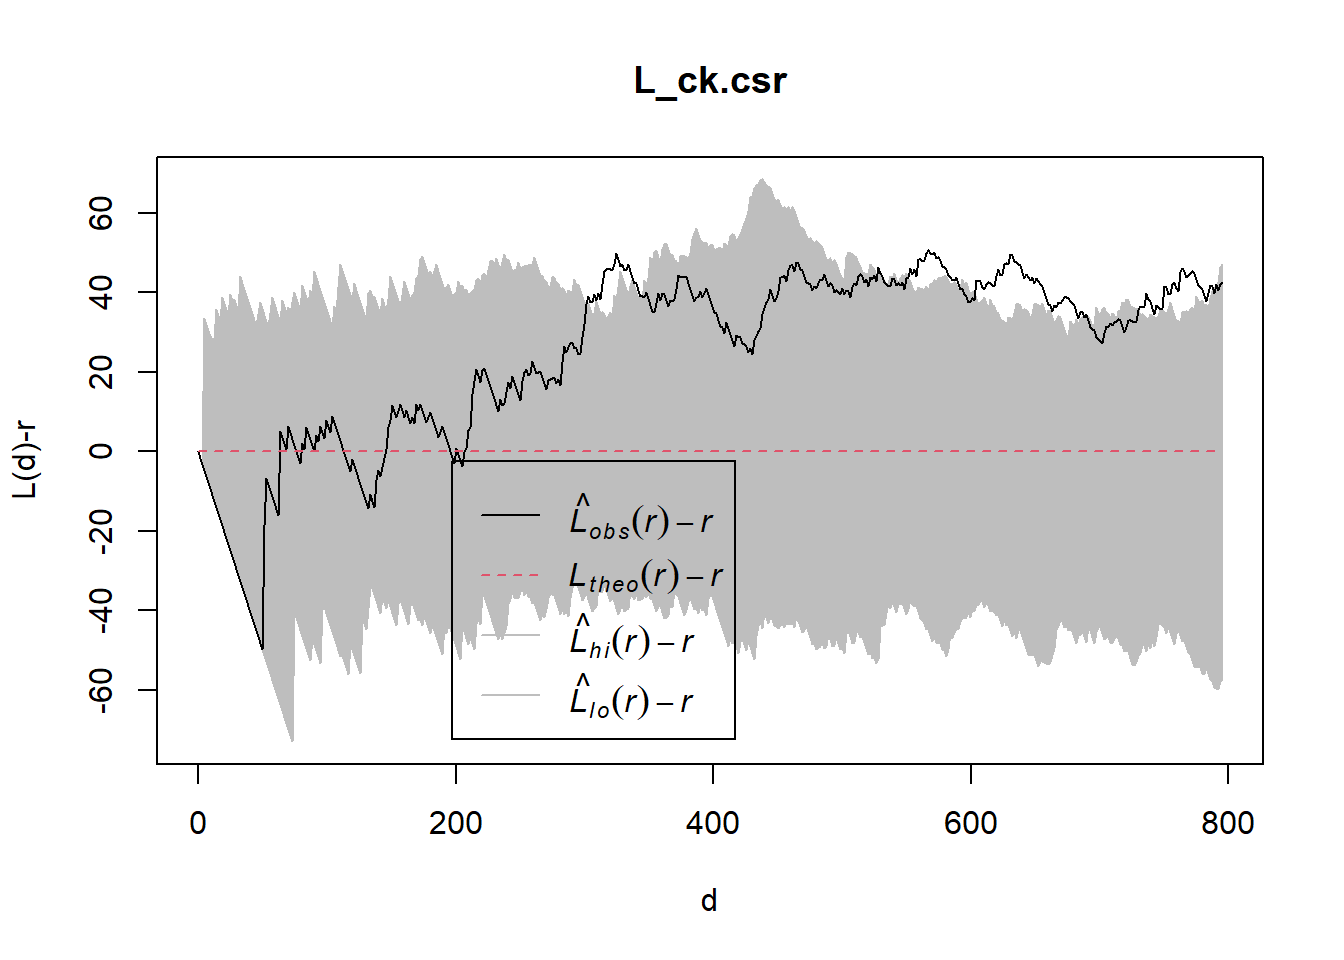 L_ck.csr
L(d)-r
60
40
20
0
-20
-40
-60
L̂obs(r) − r
Ltheo(r) − r
L̂hi(r) − r
L̂lo(r) − r
0 200 400 600 800
d